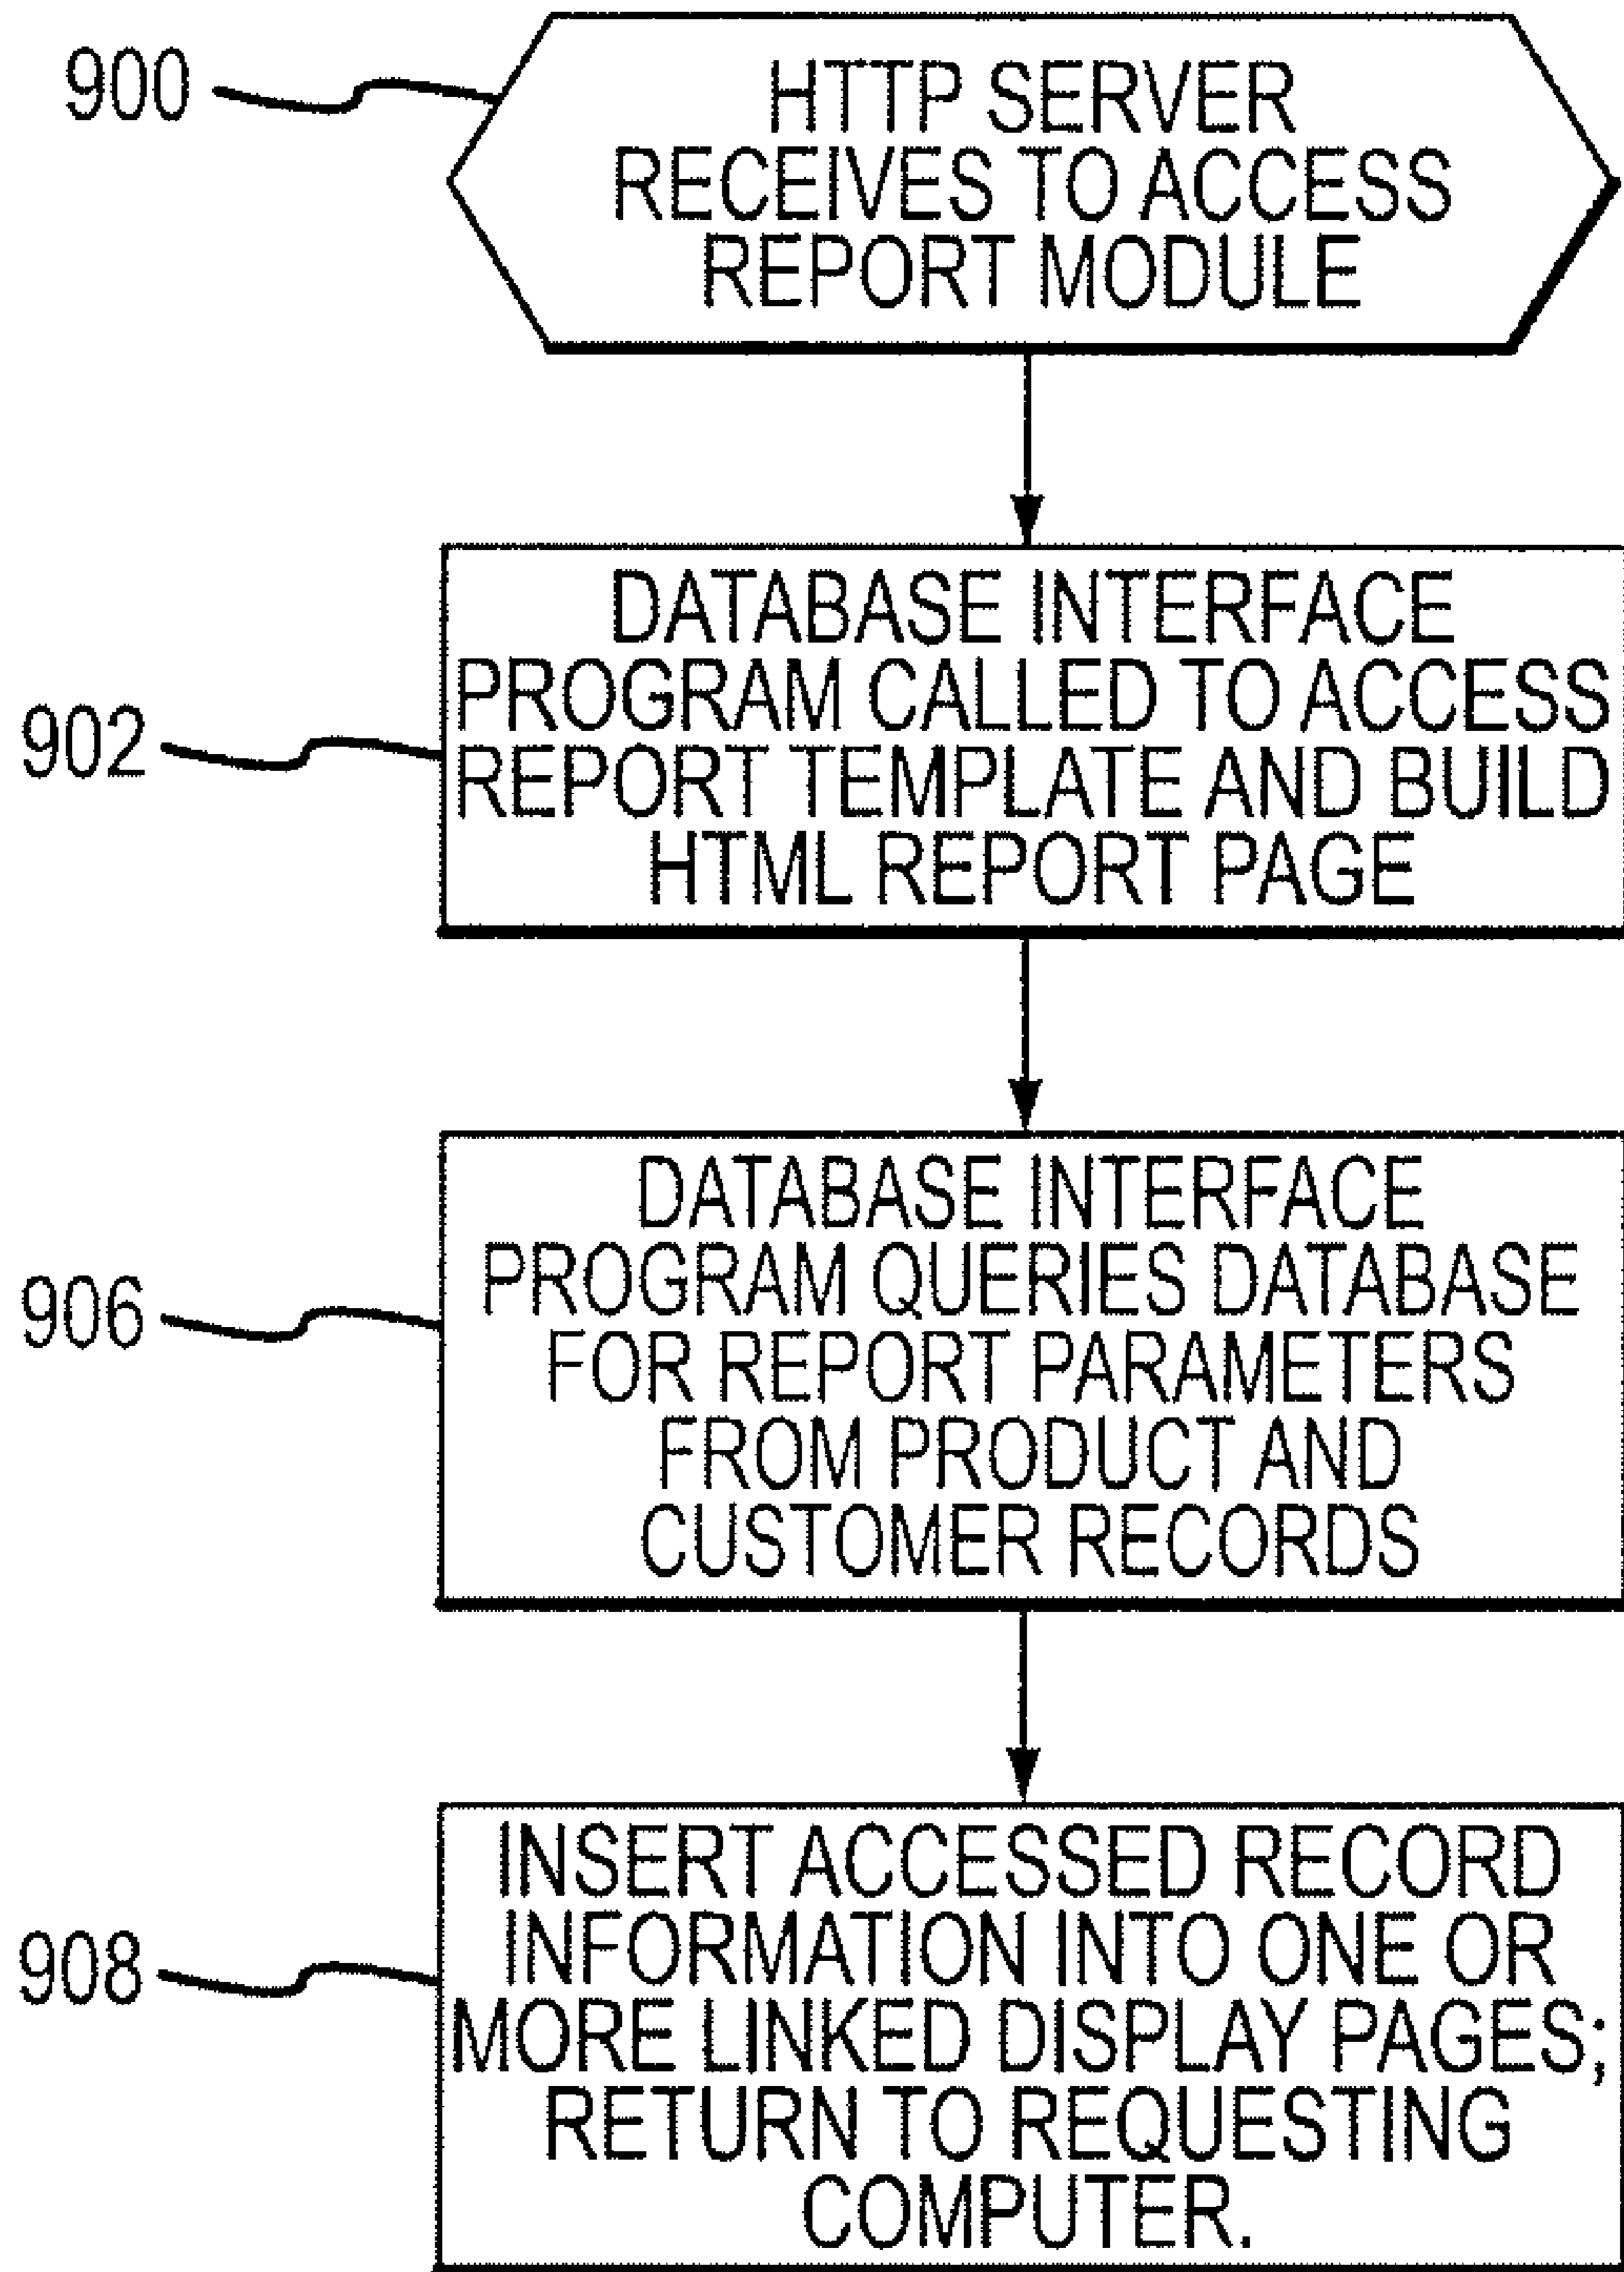 900
HTTP SERVER
RECEIVES TO ACCESS
REPORT MODULE
902
DATABASE INTERFACE
PROGRAM CALLED TO ACCESS
REPORT TEMPLATE AND BUILD
HTML REPORT PAGE
906
DATABASE INTERFACE
PROGRAM QUERIES DATABASE
FOR REPORT PARAMETERS
FROM PRODUCT AND
CUSTOMER RECORDS
908
INSERT ACCESSED RECORD
INFORMATION INTO ONE OR
MORE LINKED DISPLAY PAGES;
RETURN TO REQUESTING
COMPUTER.